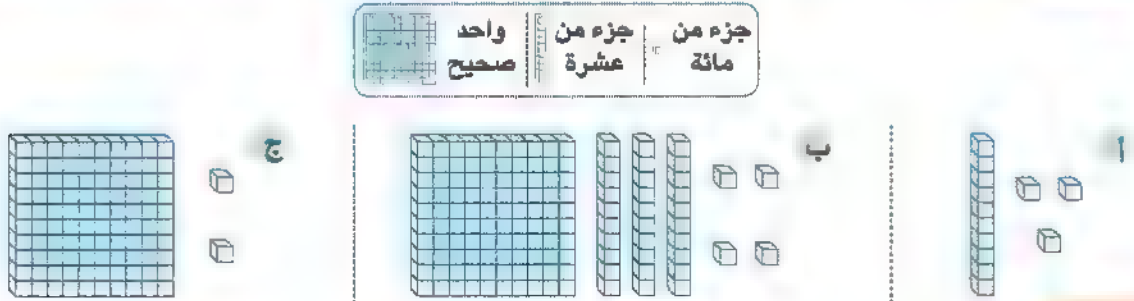 جزء من مائة
جزء من عشرة
واحد صحيح
ا
ب
ج